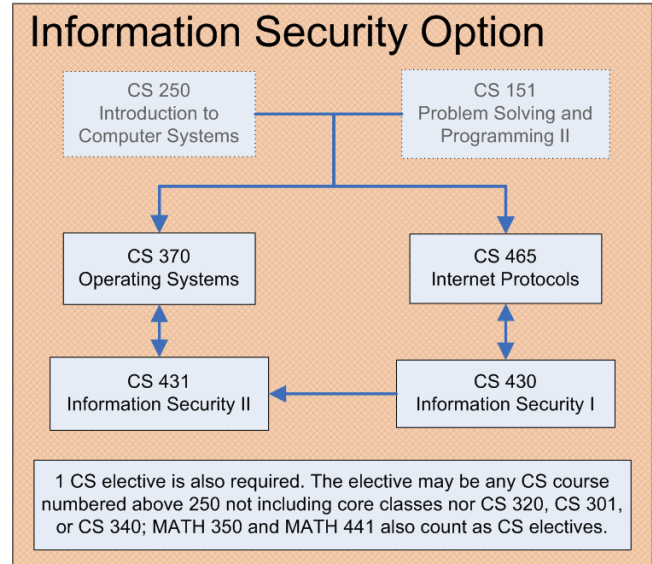 Information Security Option
CS 250
Introduction to
Computer Systems
CS 151
Problem Solving and
Programming II
CS 370
Operating Systems
CS 465
Internet Protocols
CS 431
Information Security II
CS 430
Information Security I
1 CS elective is also required. The elective may be any CS course
numbered above 250 not including core classes nor CS 320, CS 301,
or CS 340; MATH 350 and MATH 441 also count as CS electives.